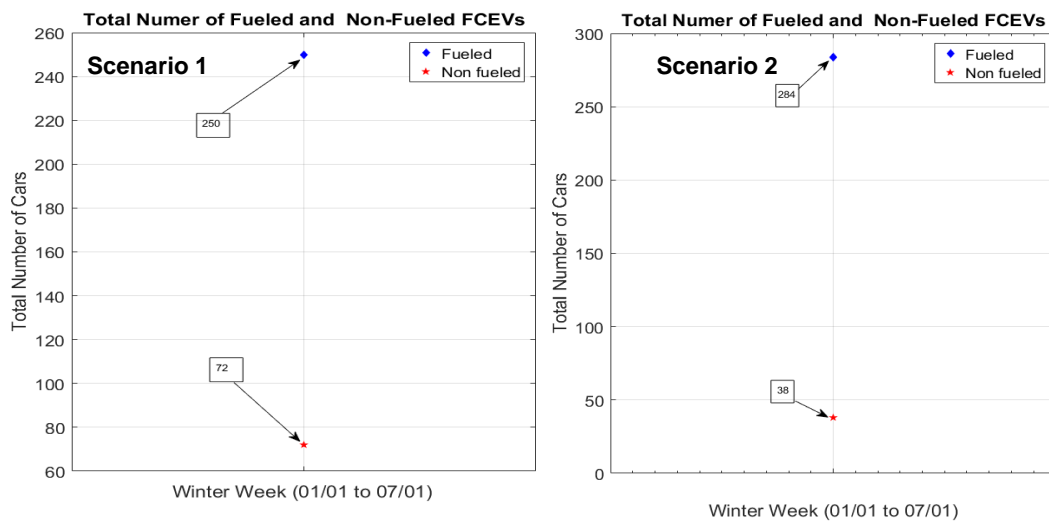 Total Numer of Fueled and Non-Fueled FCEVs
Scenario 1
Fueled
Non fueled
260
240
220
200
180
160
140
120
100
80
60
250
72
Total Number of Cars
Winter Week (01/01 to 07/01)
Total Numer of Fueled and Non-Fueled FCEVs
Scenario 2
Fueled
Non fueled
300
250
200
150
100
50
0
284
38
Total Number of Cars
Winter Week (01/01 to 07/01)